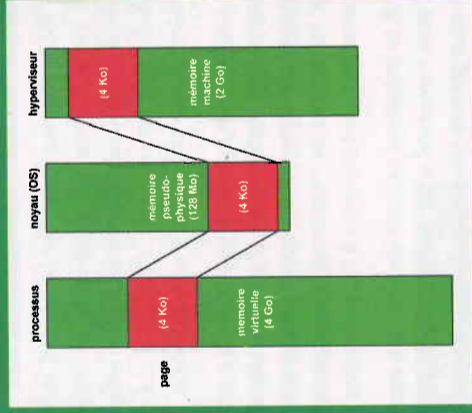 processus
noyau (OS)
hyperviseur
page
(4 Ko)
memoire
virtuelle
(4 Go)
mémoire
pseudo-
physique
(128 Mo)
(4 Ko)
(4 Ko)
mémoire
machine
(2 Go)